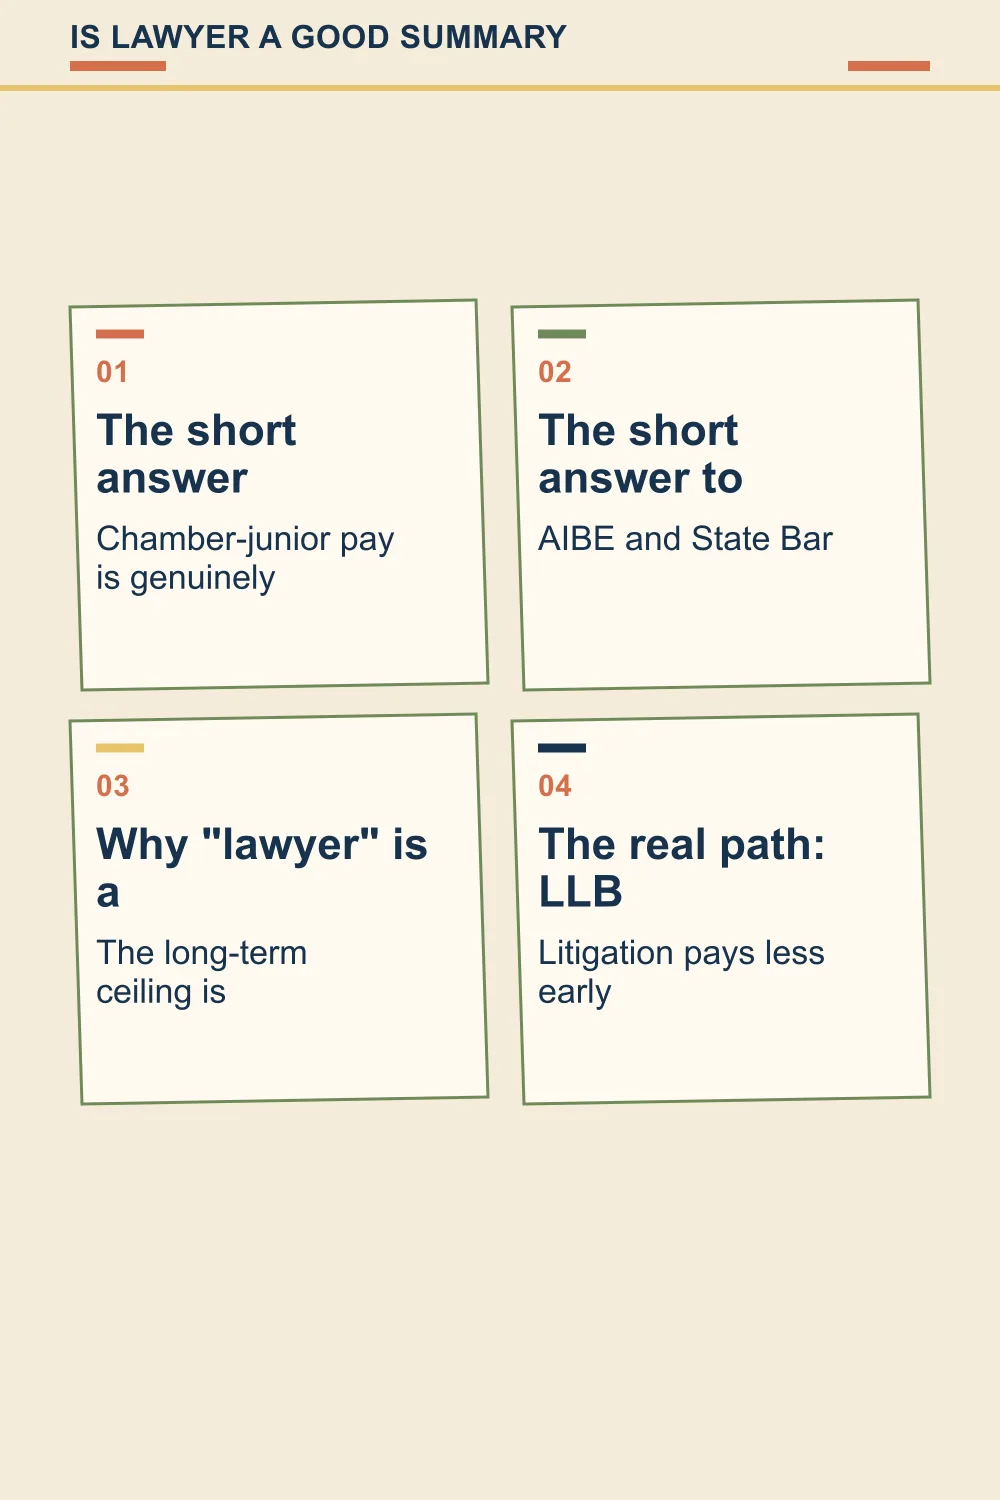 IS LAWYER A GOOD SUMMARY
01
The short
answer
Chamber-junior pay
is genuinely
02
The short
answer to
AIBE and State Bar
03
Why "lawyer" is
a
The long-term
ceiling is
04
The real path:
LLB
Litigation pays less
early